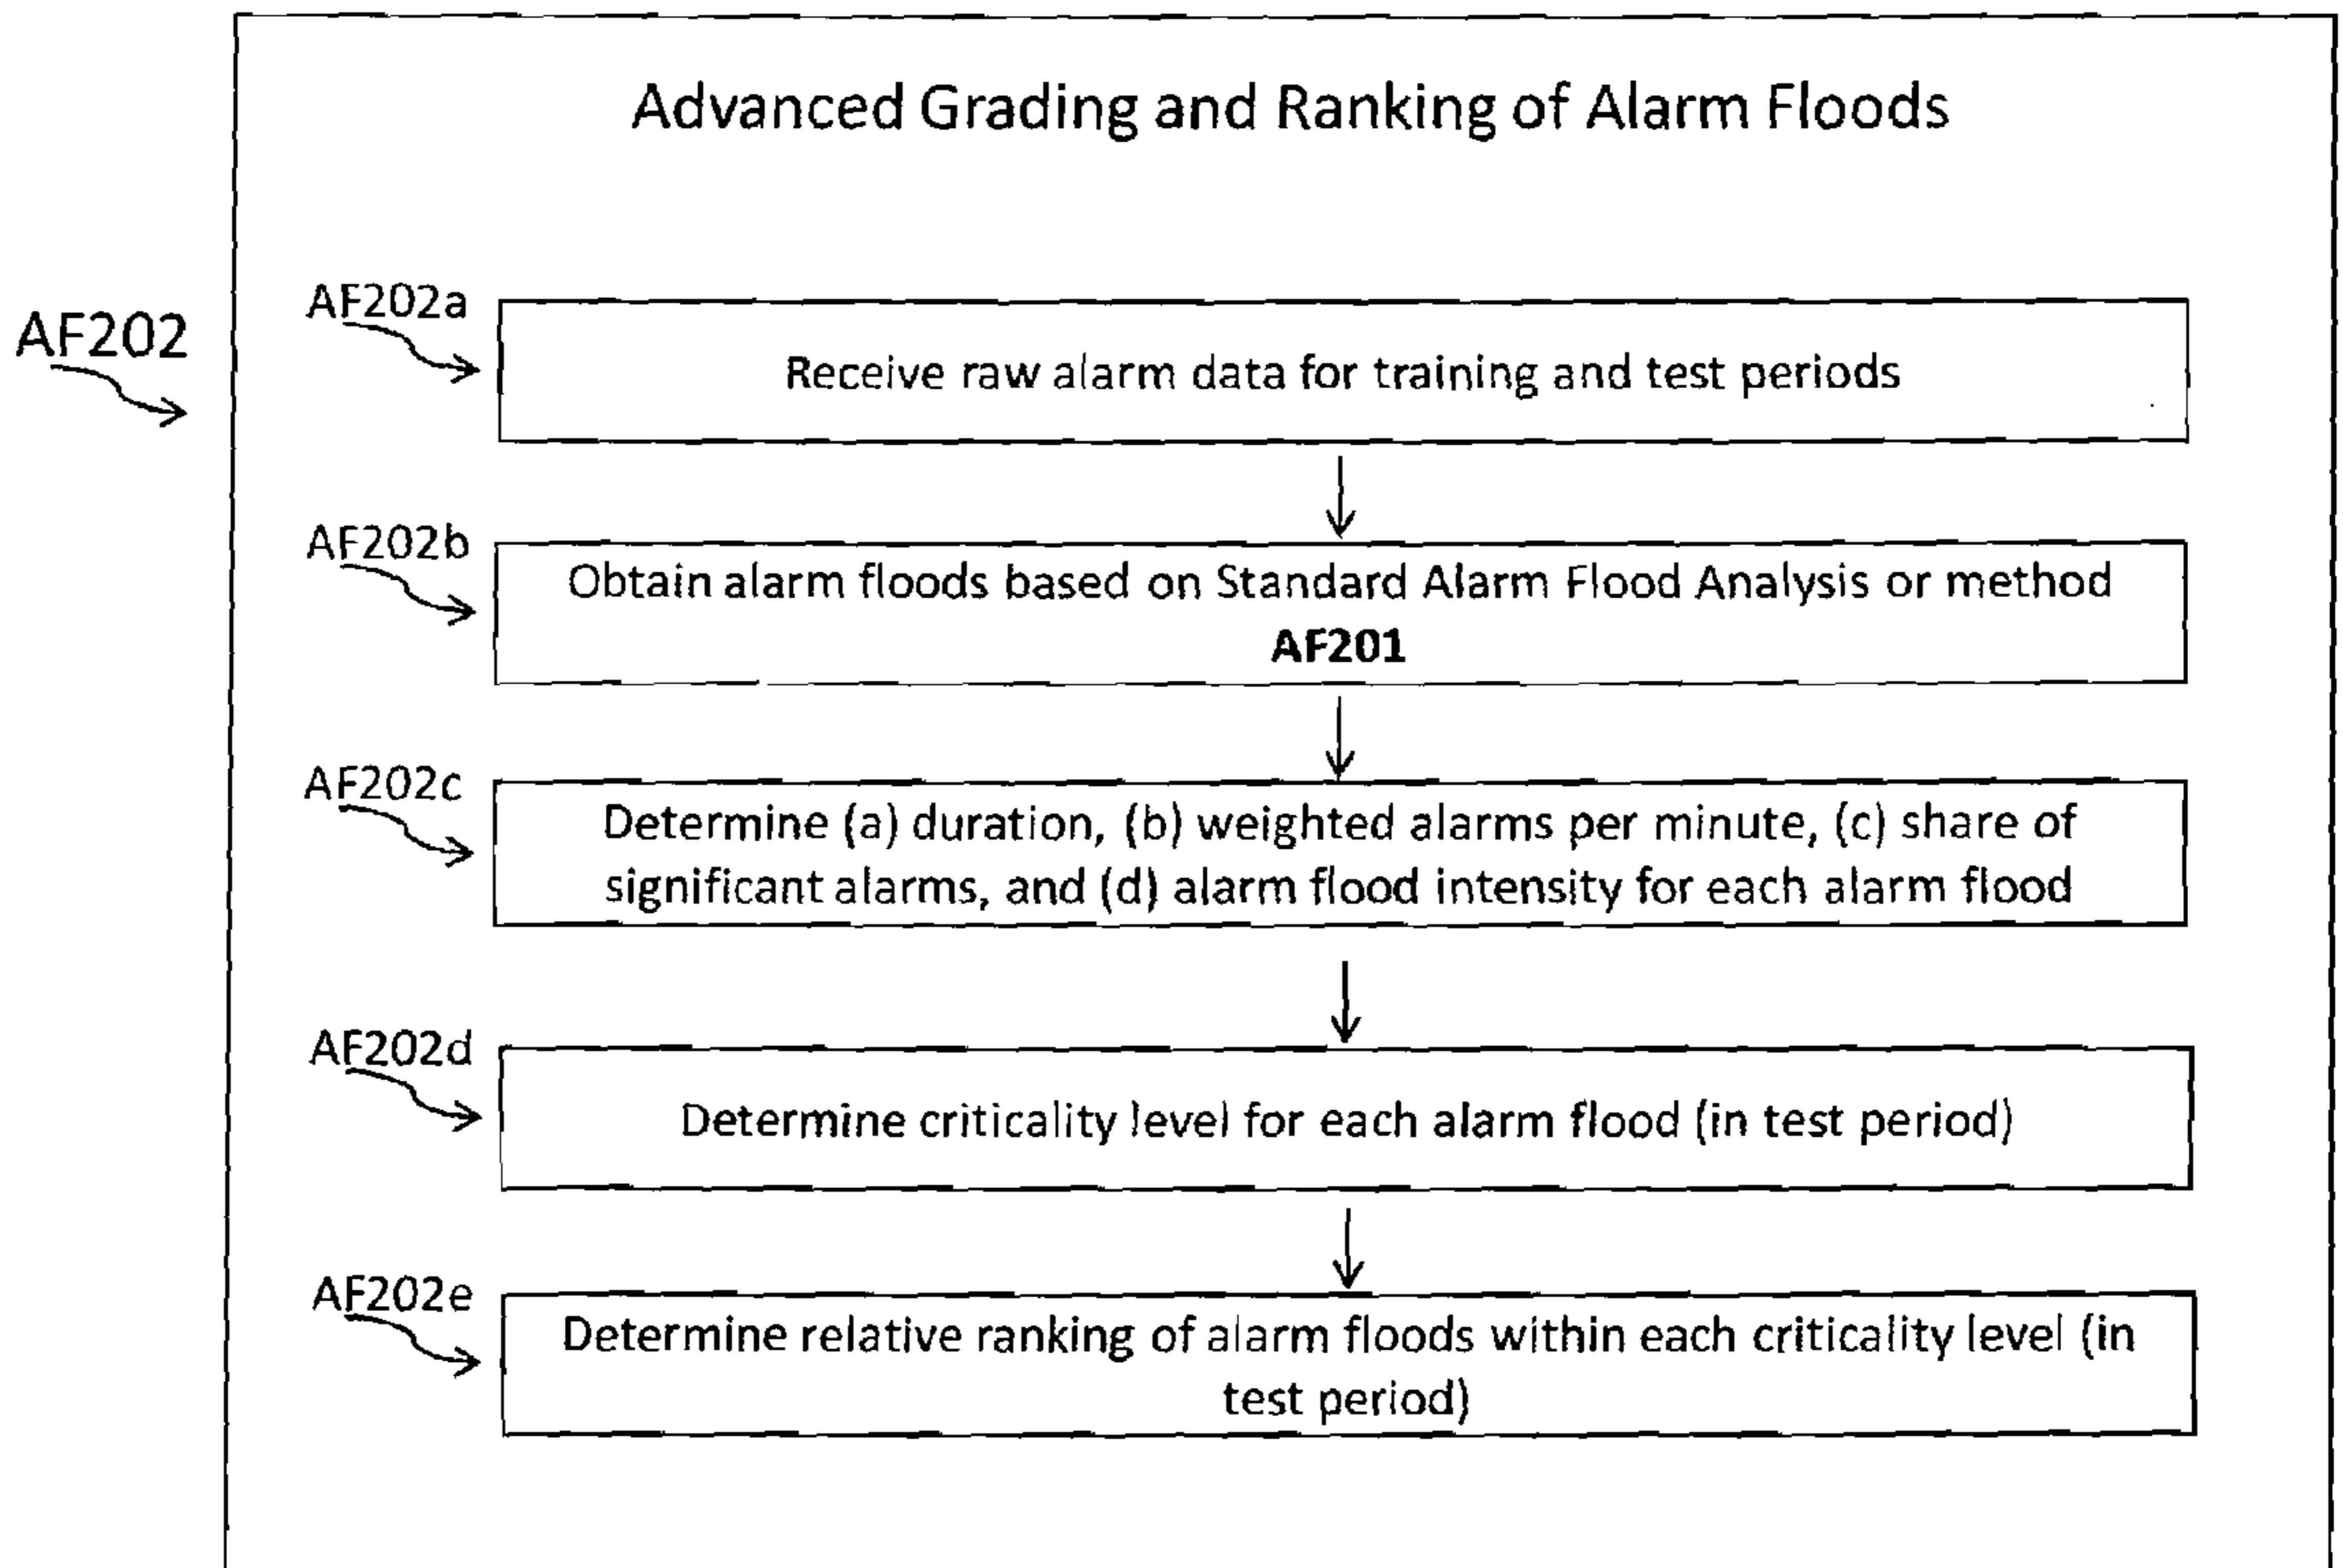 Advanced Grading and Ranking of Alarm Floods
AF202
AF202a
Receive raw alarm data for training and test periods
AF202b
Obtain alarm floods based on Standard Alarm Flood Analysis or method
AF201
AF202c
Determine (a) duration, (b) weighted alarms per minute, (c) share of
significant alarms, and (d) alarm flood intensity for each alarm flood
AF202d
Determine criticality level for each alarm flood (in test period)
AF202e
Determine relative ranking of alarm floods within each criticality level (in
test period)